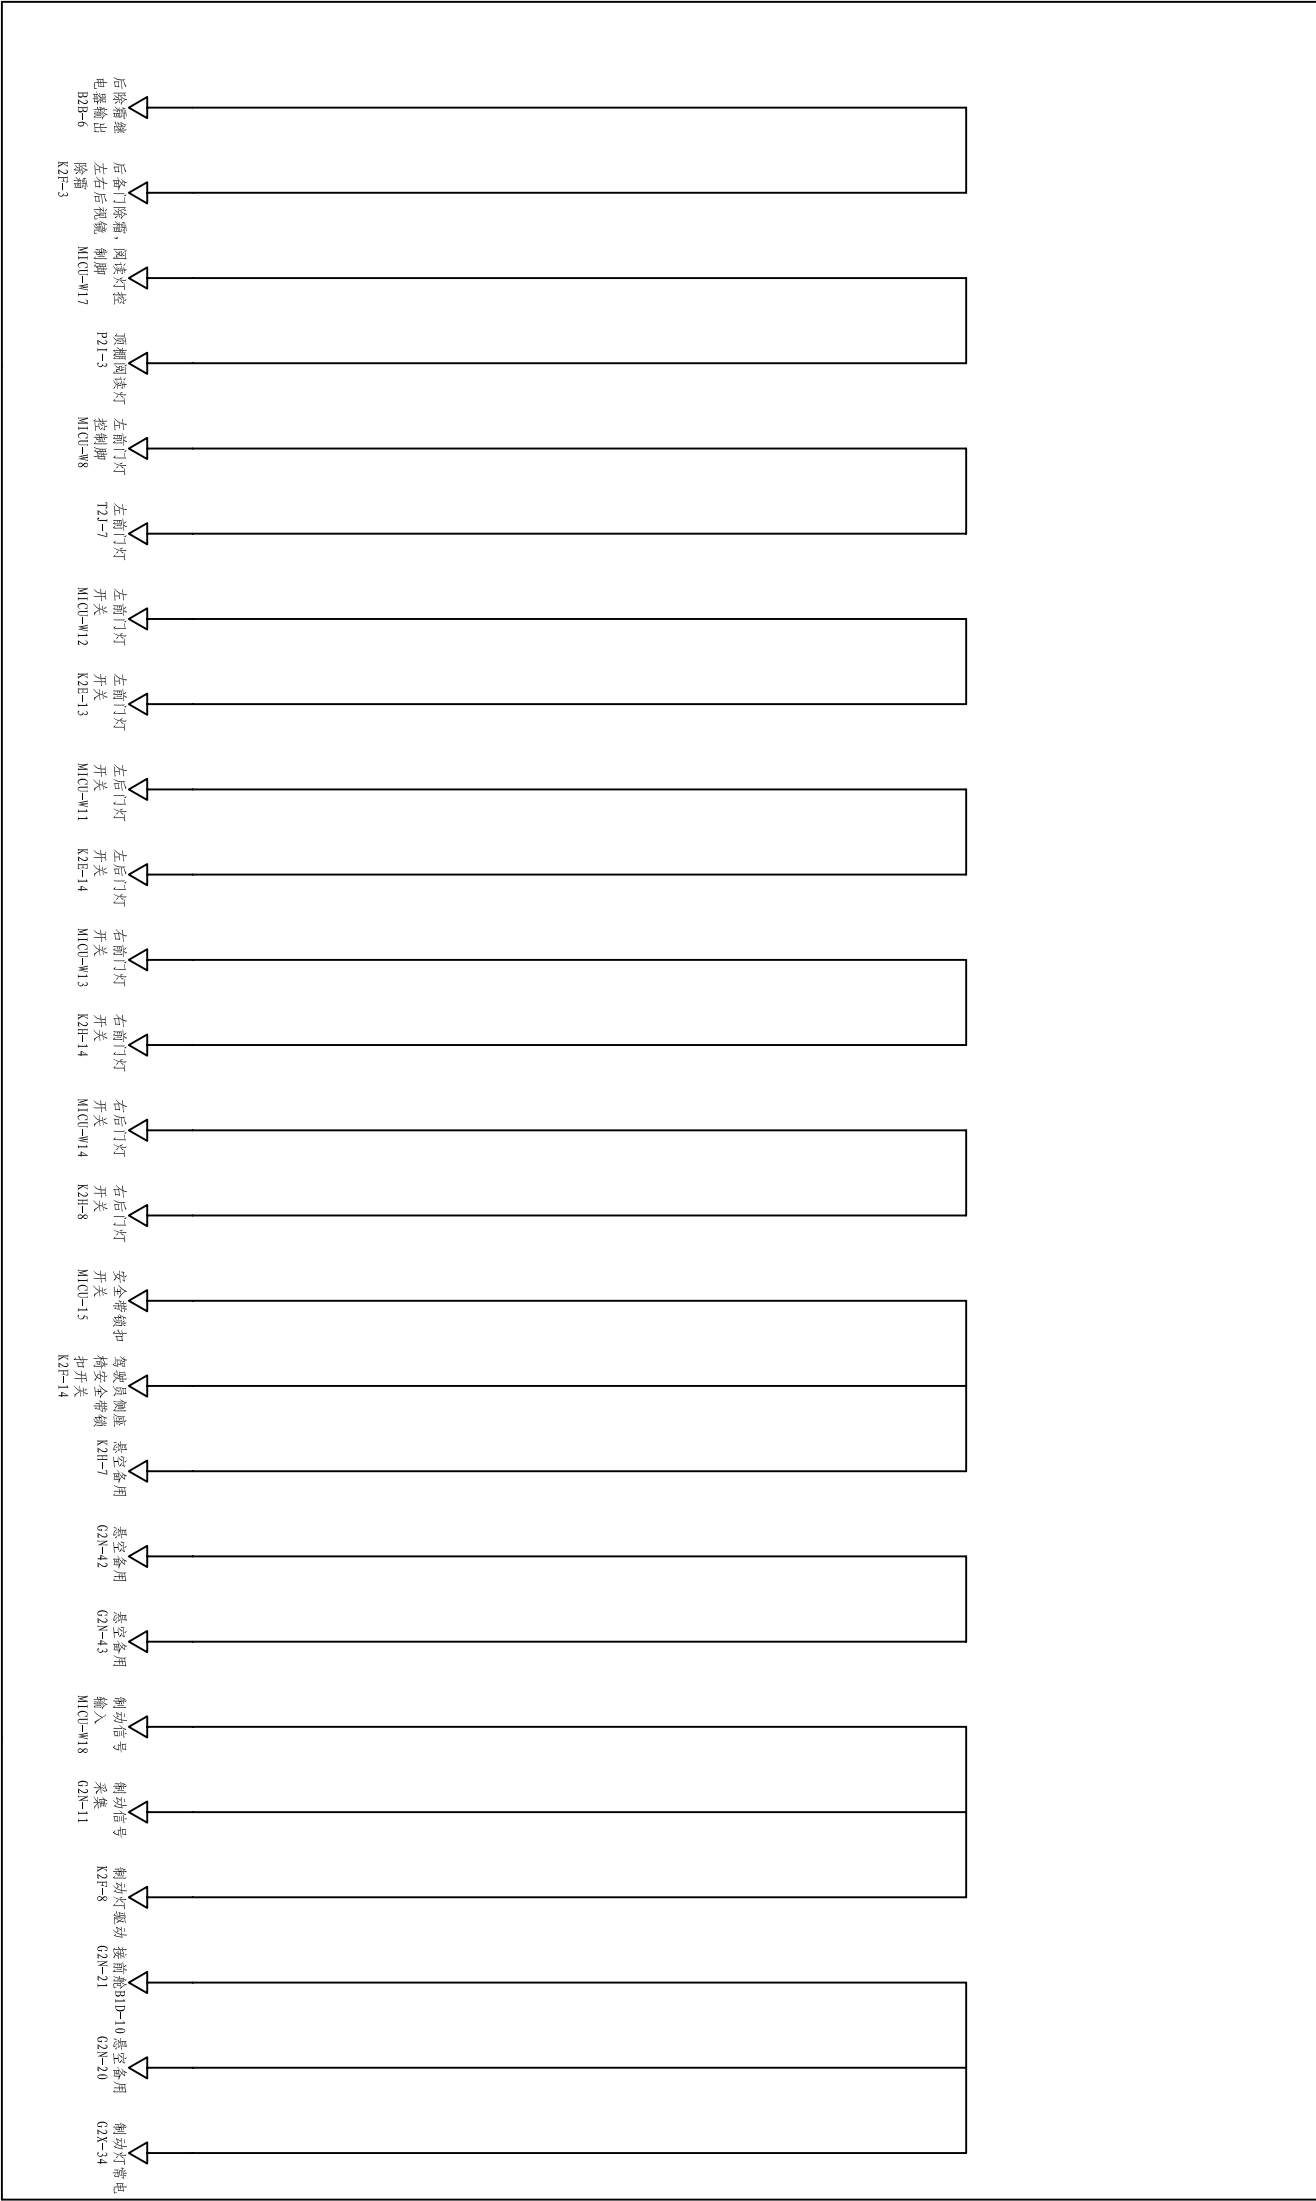 后除霜继
电器输出
B2B-6
后备门除霜，
左右后视镜
除霜
K2F-3
阅读灯控
制脚
MICU-W17
顶棚阅读灯
P2I-3
左前门灯
控制脚
MICU-W8
左前门灯
T2J-7
左前门灯
开关
MICU-W12
左前门灯
开关
K2E-13
左后门灯
开关
MICU-W11
左后门灯
开关
K2E-14
右前门灯
开关
MICU-W13
右前门灯
开关
K2H-14
右后门灯
开关
MICU-W14
右后门灯
开关
K2H-8
安全带锁扣
开关
MICU-15
驾驶员侧座
椅安全带锁
扣开关
K2F-14
悬空备用
K2H-7
悬空备用
G2N-42
悬空备用
G2N-43
制动信号
输入
MICU-W18
制动信号
采集
G2N-11
制动灯驱动
K2F-8
接前舱B1D-10
G2N-21
悬空备用
G2N-20
制动灯常电
G2X-34